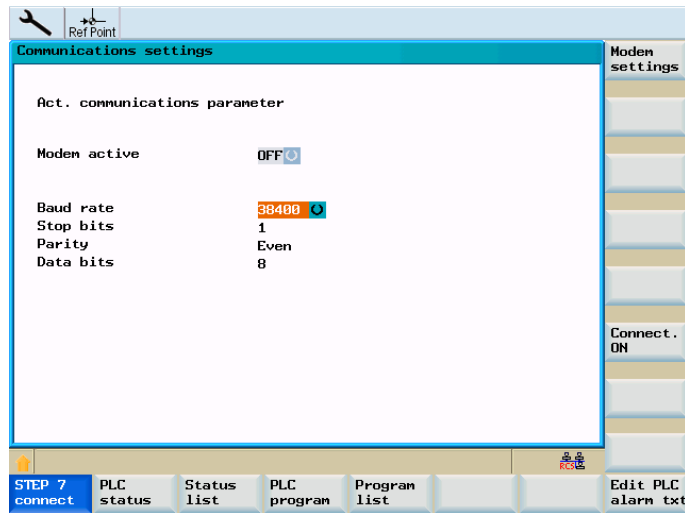 Ref Point
Communications settings
Modem settings
Act. communications parameter
Modem active OFF
Baud rate 38400
Stop bits 1
Parity Even
Data bits 8
Connect. ON
RCS
STEP 7 connect
PLC status
Status list
PLC program
Program list
Edit PLC alarm txt